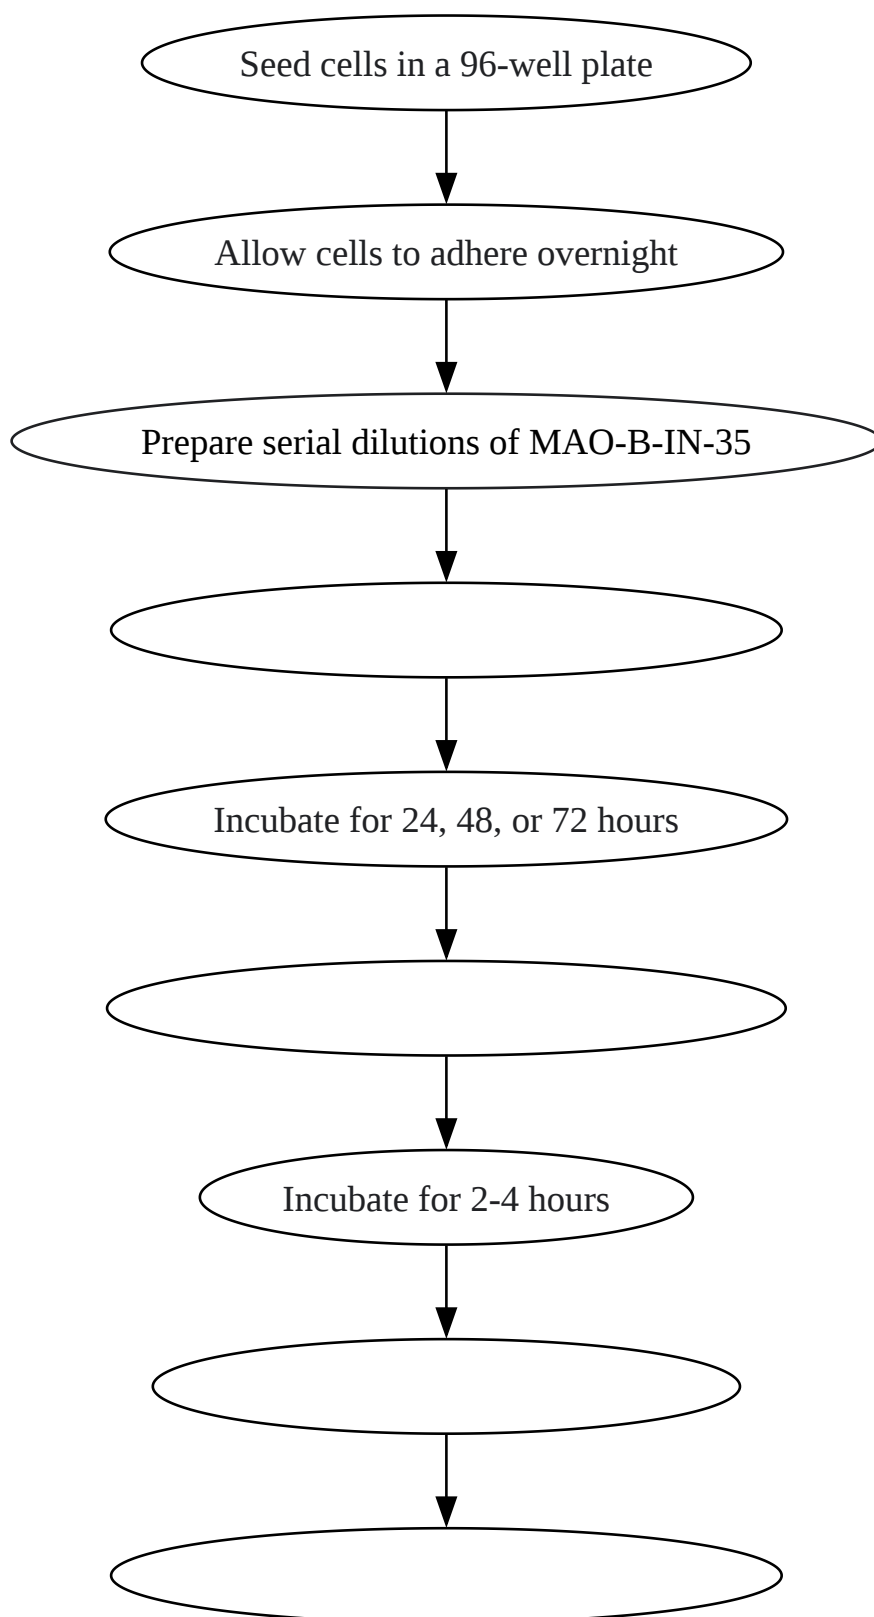 Seed cells in a 96-well plate
Allow cells to adhere overnight
Prepare serial dilutions of MAO-B-IN-35
Incubate for 24, 48, or 72 hours
Incubate for 2-4 hours